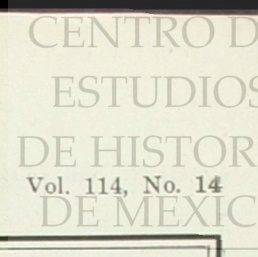 CENTRO D
ESTUDIOS
DE HISTOR
Vol. 114, No. 14
DE MEXIC